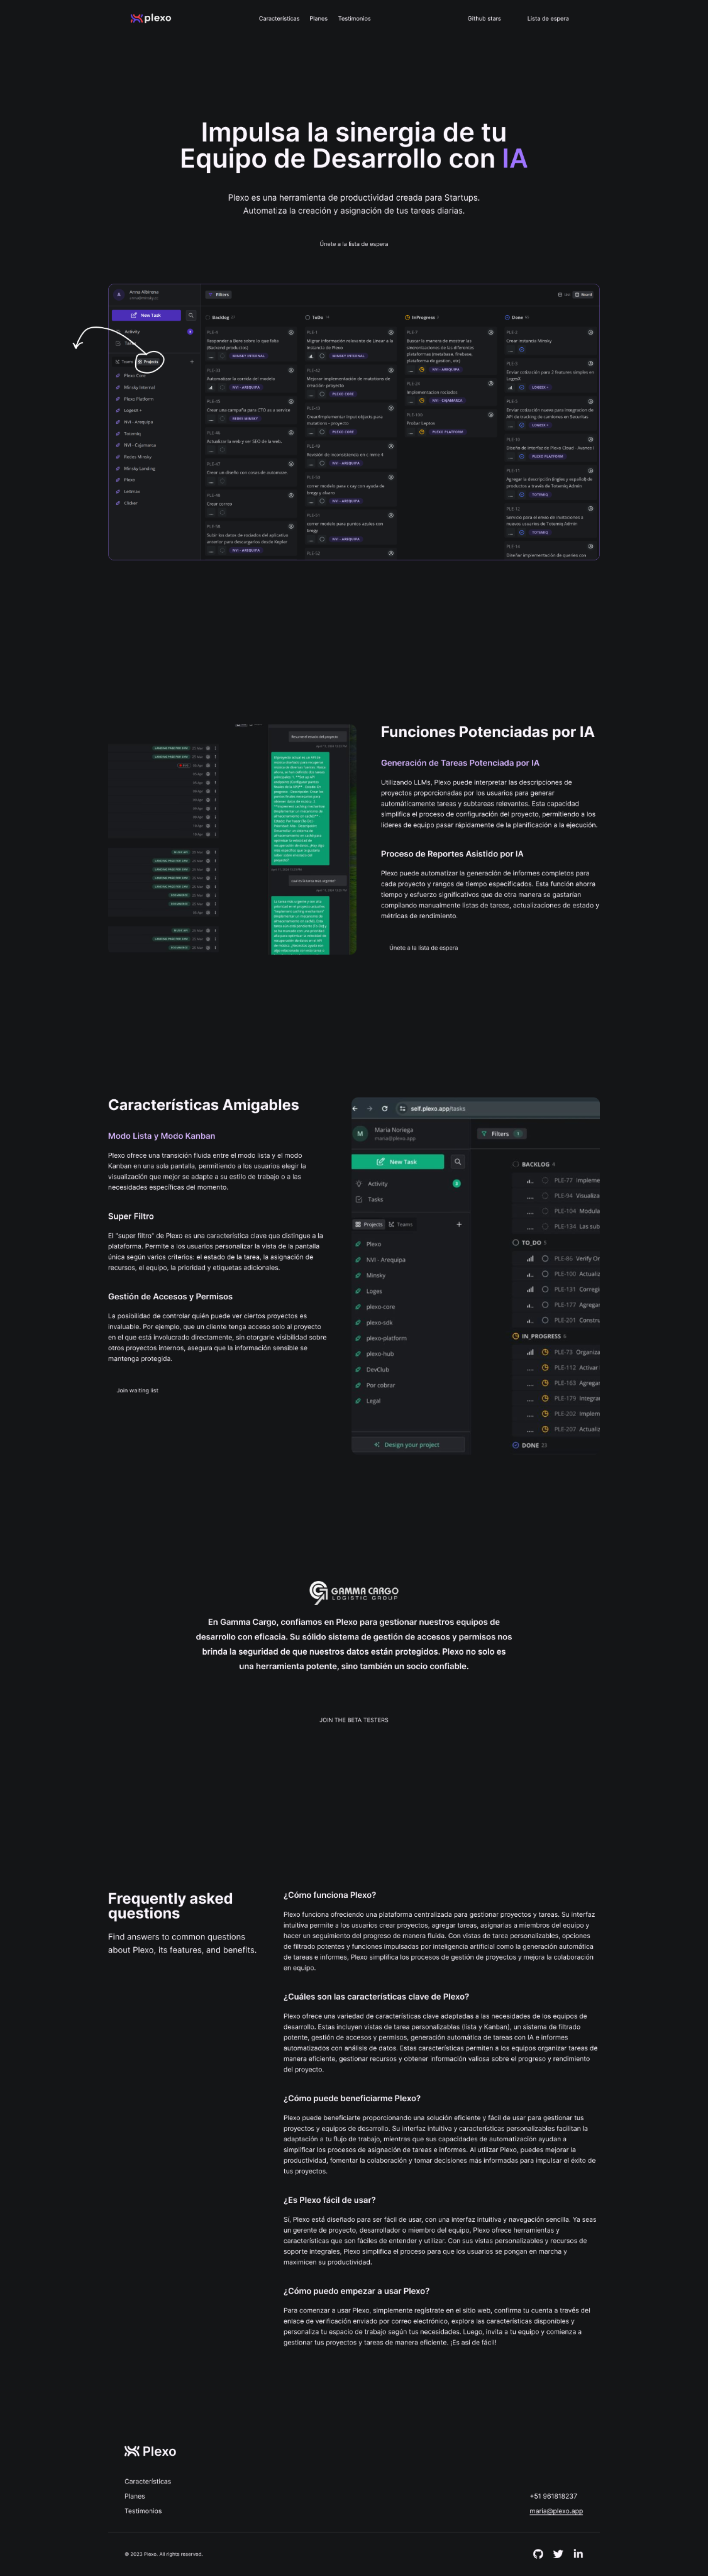 plexo
Características Planes Testimonios
Github stars Lista de espera
Impulsa la sinergia de tu
Equipo de Desarrollo con IA
Plexo es una herramienta de productividad creada para Startups.
Automatiza la creación y asignación de tus tareas diarias.
Únete a la lista de espera
New Task
Activity
Teams Projects
Plexo Core
Minsky Internal
Plexo Platform
NVI - Arequipa
Totemiq
NVI - Cajamarca
Redes Minsky
Minsky Landing
Plexo
Filters
Backlog
ToDo
InProgress
Done
Funciones Potenciadas por IA
Generación de Tareas Potenciada por IA
Utilizando LLMs, Plexo puede interpretar las descripciones de
proyectos proporcionadas por los usuarios para generar
automáticamente tareas y subtareas relevantes. Esta capacidad
simplifica el proceso de configuración del proyecto, permitiendo a los
líderes de equipo pasar rápidamente de la planificación a la ejecución.
Proceso de Reportes Asistido por IA
Plexo puede automatizar la generación de informes completos para
cada proyecto y rangos de tiempo especificados. Esta función ahorra
tiempo y esfuerzo significativos que de otra manera se gastarían
compilando manualmente listas de tareas, actualizaciones de estado y
métricas de rendimiento.
Únete a la lista de espera
Características Amigables
Modo Lista y Modo Kanban
Plexo ofrece una transición fluida entre el modo lista y el modo
Kanban en una sola pantalla, permitiendo a los usuarios elegir la
visualización que mejor se adapte a su estilo de trabajo o a las
necesidades específicas del momento.
Super Filtro
El "super filtro" de Plexo es una característica clave que distingue a la
plataforma. Permite a los usuarios personalizar la vista de la pantalla
única según varios criterios: el estado de la tarea, la asignación de
recursos, el equipo, la prioridad y etiquetas adicionales.
Gestión de Accesos y Permisos
La posibilidad de controlar quién puede ver ciertos proyectos es
invaluable. Por ejemplo, que un cliente tenga acceso solo al proyecto
en el que está involucrado directamente, sin otorgarle visibilidad sobre
otros proyectos internos, asegura que la información sensible se
mantenga protegida.
Join waiting list
self.plexo.app/tasks
M Maria Noriega
maria@plexo.app
New Task
Activity
Tasks
Projects Teams
Plexo
NVI - Arequipa
Minsky
Loges
plexo-core
plexo-sdk
plexo-platform
plexo-hub
DevClub
Por cobrar
Legal
Design your project
Filters 1
BACKLOG 4
PLE-77 Impleme
PLE-94 Visualiza
PLE-104 Modula
PLE-134 Las sub
TO_DO 5
PLE-86 Verify Or
PLE-100 Actualiz
PLE-131 Corregi
PLE-177 Agregar
PLE-201 Constru
IN_PROGRESS 6
PLE-73 Organiza
PLE-112 Activar
PLE-163 Agregar
PLE-179 Integrar
PLE-202 Implem
PLE-207 Actualiz
DONE 33
GAMMA CARGO
LOGISTIC GROUP
En Gamma Cargo, confiamos en Plexo para gestionar nuestros equipos de
desarrollo con eficacia. Su sólido sistema de gestión de accesos y permisos nos
brinda la seguridad de que nuestros datos están protegidos. Plexo no solo es
una herramienta potente, sino también un socio confiable.
JOIN THE BETA TESTERS
Frequently asked
questions
Find answers to common questions
about Plexo, its features, and benefits.
¿Cómo funciona Plexo?
Plexo funciona ofreciendo una plataforma centralizada para gestionar proyectos y tareas. Su interfaz
intuitiva permite a los usuarios crear proyectos, agregar tareas, asignarlas a miembros del equipo y
hacer un seguimiento del progreso de manera fluida. Con vistas de tarea personalizables, opciones
de filtrado potentes y funciones impulsadas por inteligencia artificial como la generación automática
de tareas e informes, Plexo simplifica los procesos de gestión de proyectos y mejora la colaboración
en equipo.
¿Cuáles son las características clave de Plexo?
Plexo ofrece una variedad de características clave adaptadas a las necesidades de los equipos de
desarrollo. Estas incluyen vistas de tarea personalizables (lista y Kanban), un sistema de filtrado
potente, gestión de accesos y permisos, generación automática de tareas con IA e informes
automatizados con análisis de datos. Estas características permiten a los equipos organizar tareas de
manera eficiente, gestionar recursos y obtener información valiosa sobre el progreso y rendimiento
del proyecto.
¿Cómo puede beneficiarme Plexo?
Plexo puede beneficiarte proporcionando una solución eficiente y fácil de usar para gestionar tus
proyectos y equipos de desarrollo. Su interfaz intuitiva y características personalizables facilitan la
adaptación a tu flujo de trabajo, mientras que sus capacidades de automatización ayudan a
simplificar los procesos de asignación de tareas e informes. Al utilizar Plexo, puedes mejorar la
productividad, fomentar la colaboración y tomar decisiones más informadas para impulsar el éxito de
tus proyectos.
¿Es Plexo fácil de usar?
Sí, Plexo está diseñado para ser fácil de usar, con una interfaz intuitiva y navegación sencilla. Ya seas
un gerente de proyecto, desarrollador o miembro del equipo, Plexo ofrece herramientas y
características que son fáciles de entender y utilizar. Con sus vistas personalizables y recursos de
soporte integrales, Plexo simplifica el proceso para que los usuarios se pongan en marcha y
maximicen su productividad.
¿Cómo puedo empezar a usar Plexo?
Para comenzar a usar Plexo, simplemente regístrate en el sitio web, confirma tu cuenta a través del
enlace de verificación enviado por correo electrónico, explora las características disponibles y
personaliza tu espacio de trabajo según tus necesidades. Luego, invita a tu equipo y comienza a
gestionar tus proyectos y tareas de manera eficiente. ¡Es así de fácil!
Plexo
Características
Planes
Testimonios
+51 961818237
maria@plexo.app
© 2023 Plexo. All rights reserved.